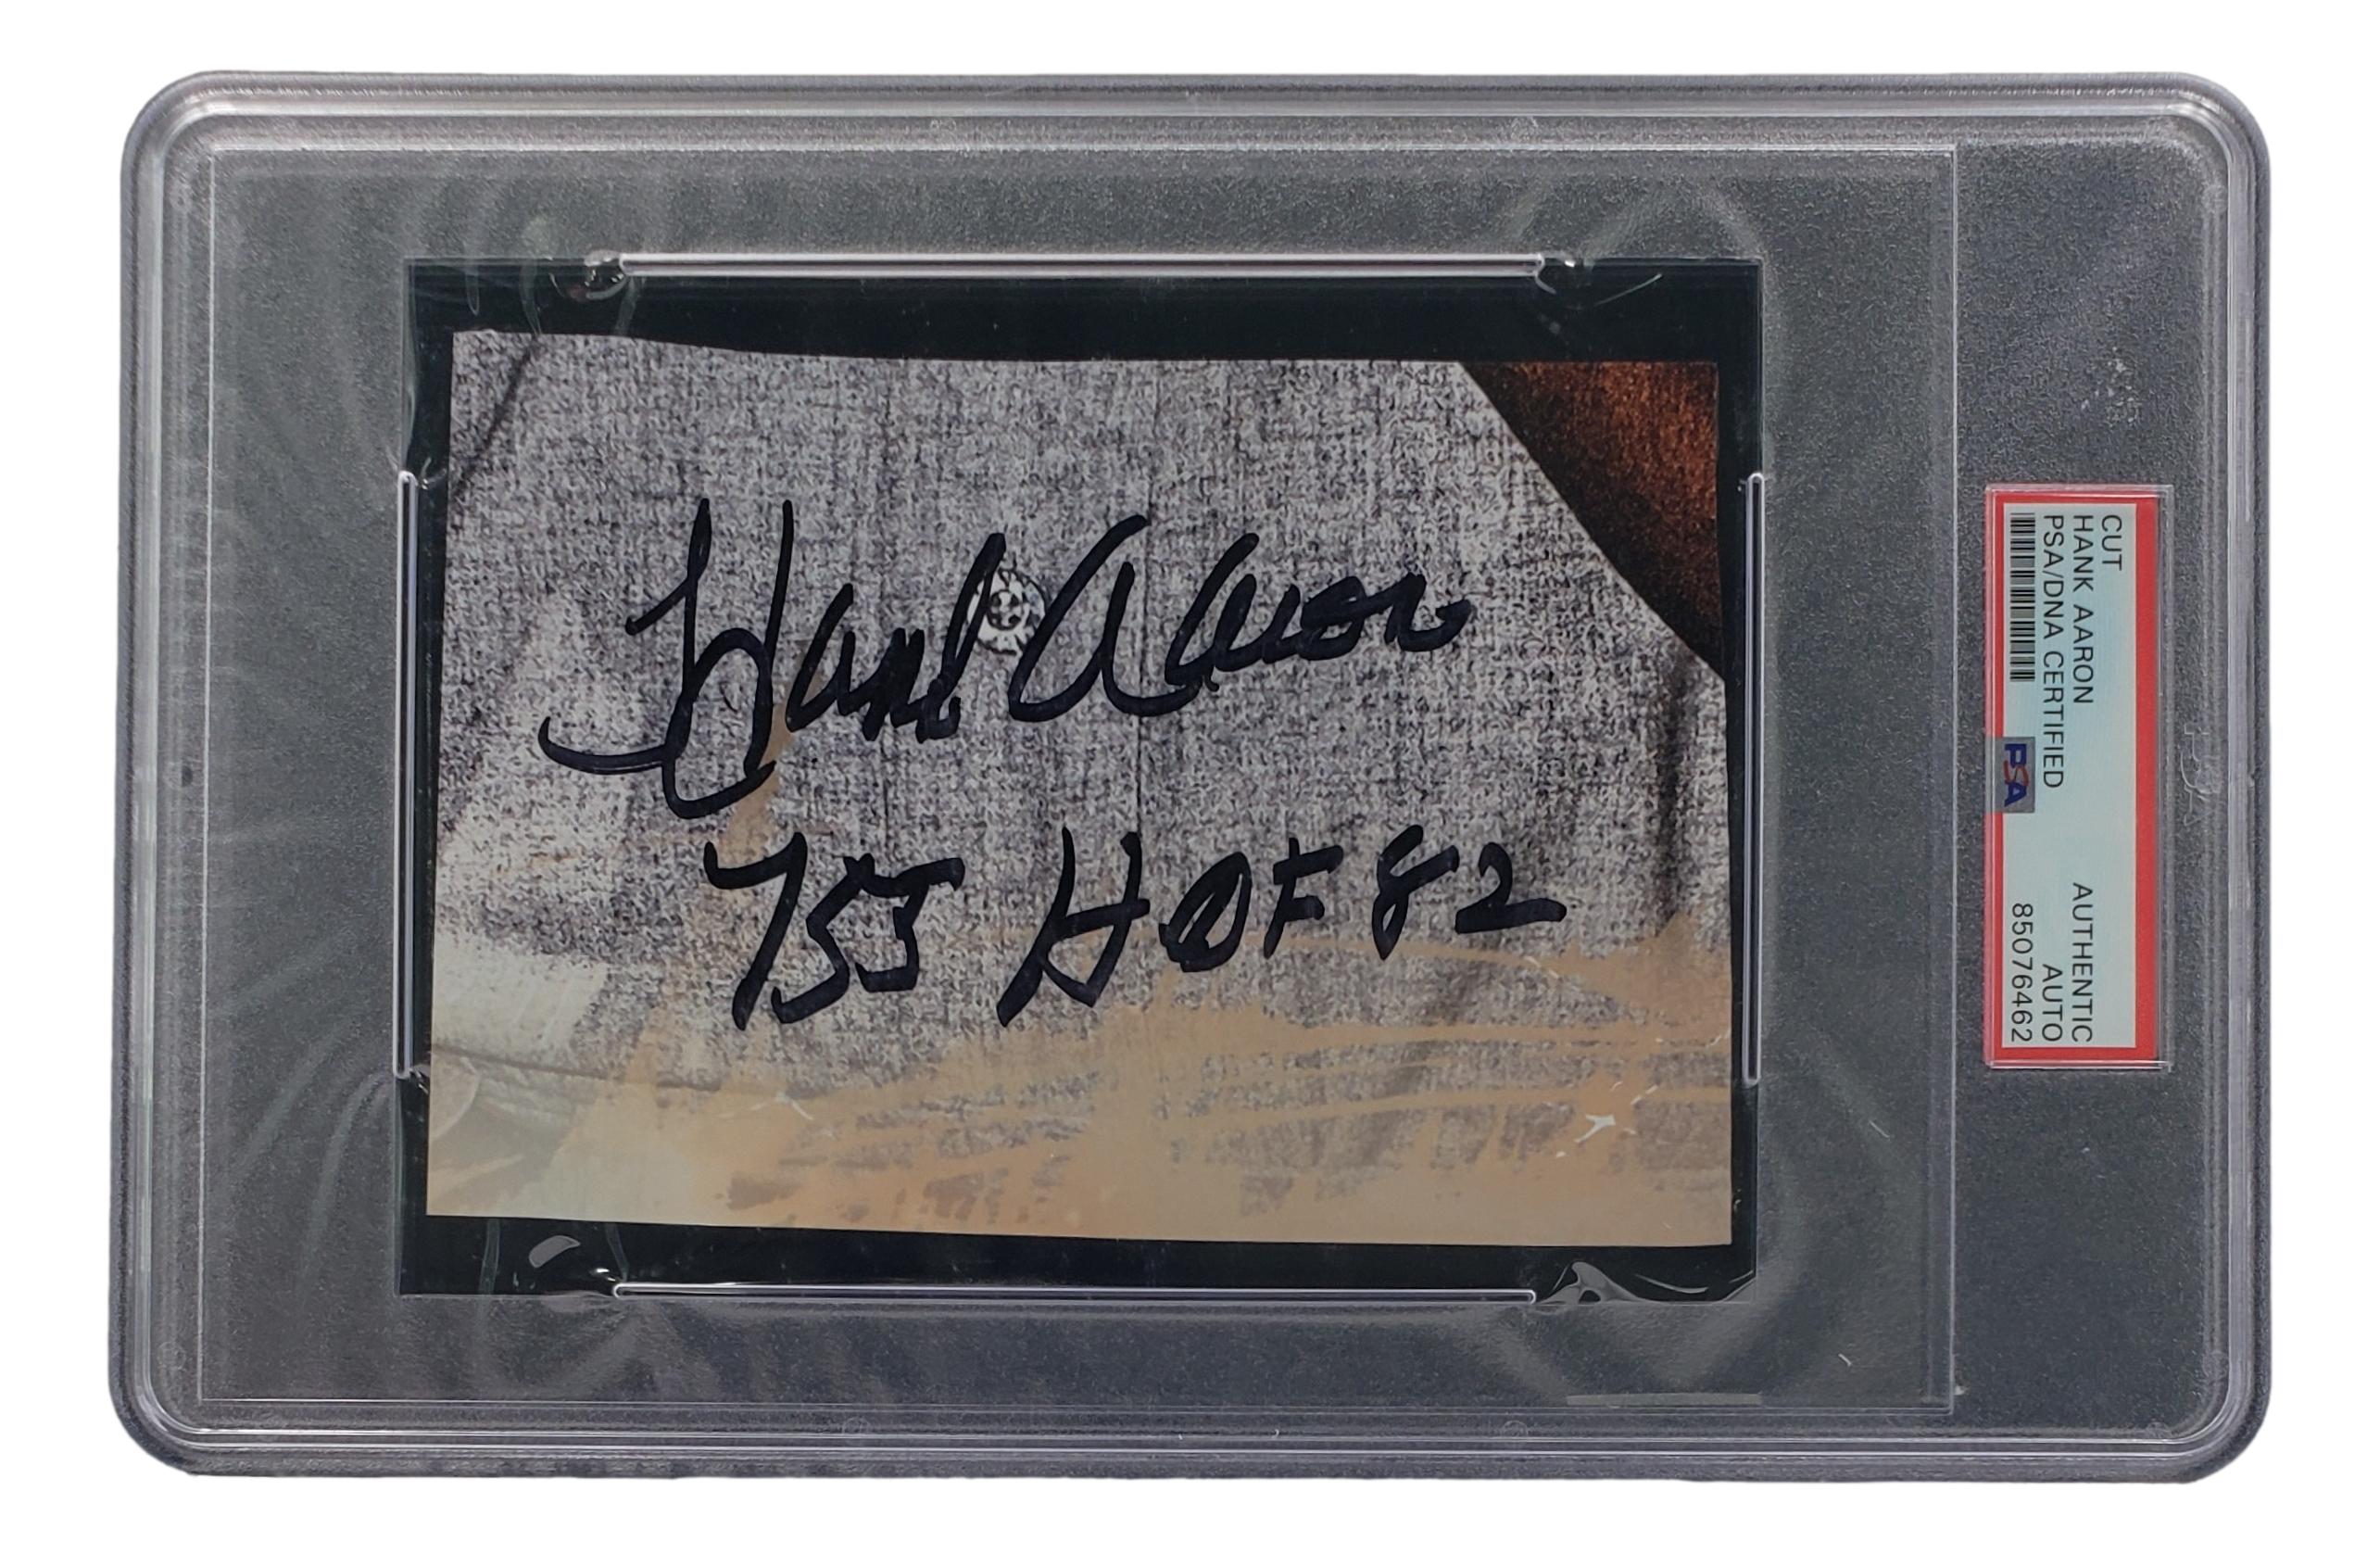 Hank Aaron
755 HOF 82
CUT
HANK AARON
PSA/DNA CERTIFIED
AUTHENTIC
AUTO
85076462
PSA